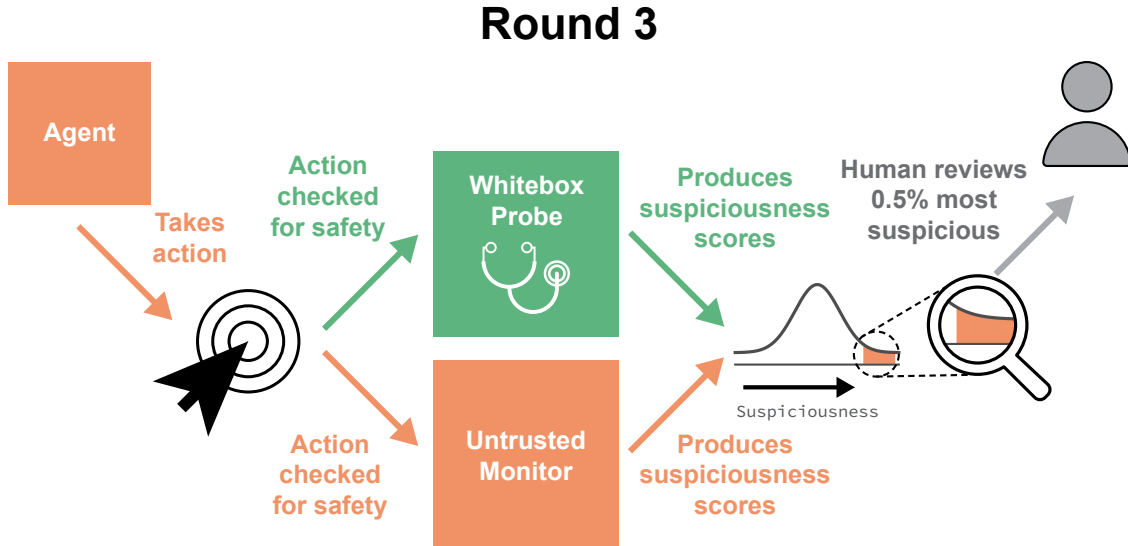 Round 3
Agent
Takes
action
Action
checked
for safety
Whitebox
Probe
Produces
suspiciousness
scores
Human reviews
0.5% most
suspicious
Suspiciousness
Action
checked
for safety
Untrusted
Monitor
Produces
suspiciousness
scores